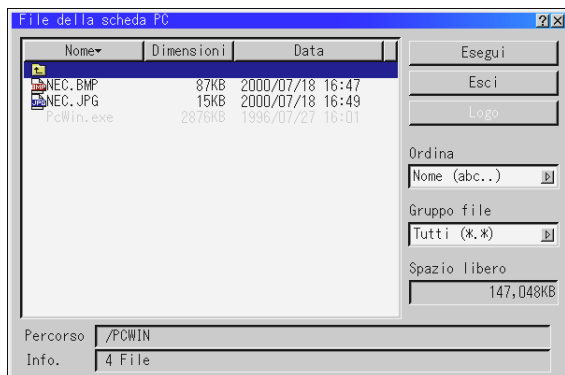 File della scheda PC
Nome Dimensioni Data
NEC.BMP 87KB 2000/07/18 16:47
NEC.JPG 15KB 2000/07/18 16:49
PcWin.exe 2876KB 1996/07/27 16:01
Esegui
Esci
Logo
Ordina
Nome (abc..)
Gruppo file
Tutti (*.*)
Spazio libero
147,048KB
Percorso /PCWIN
Info. 4 File